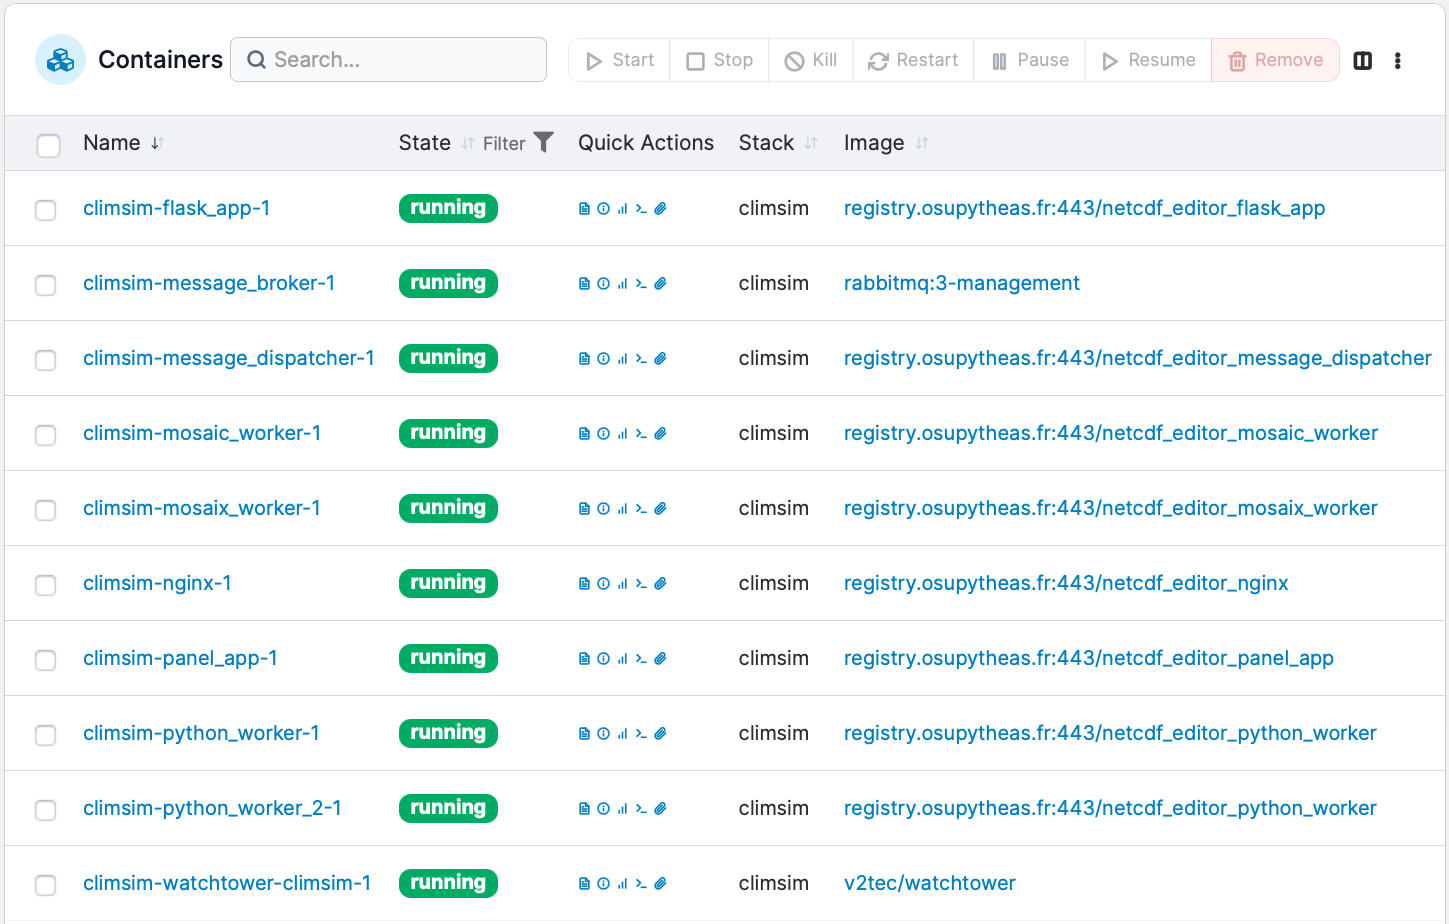 Containers Search... Start Stop Kill Restart Pause Resume Remove
Name State Filter Quick Actions Stack Image
climsim-flask_app-1 running climsim registry.osupytheas.fr:443/netcdf_editor_flask_app
climsim-message_broker-1 running climsim rabbitmq:3-management
climsim-message_dispatcher-1 running climsim registry.osupytheas.fr:443/netcdf_editor_message_dispatcher
climsim-mosaic_worker-1 running climsim registry.osupytheas.fr:443/netcdf_editor_mosaic_worker
climsim-mosaix_worker-1 running climsim registry.osupytheas.fr:443/netcdf_editor_mosaix_worker
climsim-nginx-1 running climsim registry.osupytheas.fr:443/netcdf_editor_nginx
climsim-panel_app-1 running climsim registry.osupytheas.fr:443/netcdf_editor_panel_app
climsim-python_worker-1 running climsim registry.osupytheas.fr:443/netcdf_editor_python_worker
climsim-python_worker_2-1 running climsim registry.osupytheas.fr:443/netcdf_editor_python_worker
climsim-watchtower-climsim-1 running climsim v2tec/watchtower